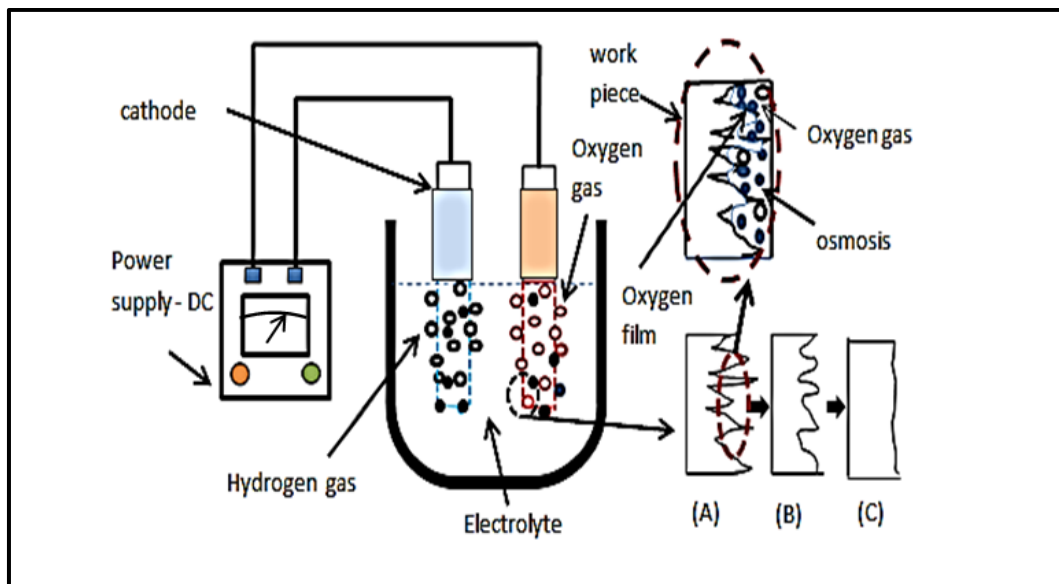 cathode
Power
supply - DC
Hydrogen gas
Electrolyte
Oxygen
gas
work
piece
Oxygen gas
osmosis
Oxygen
film
(A)
(B)
(C)